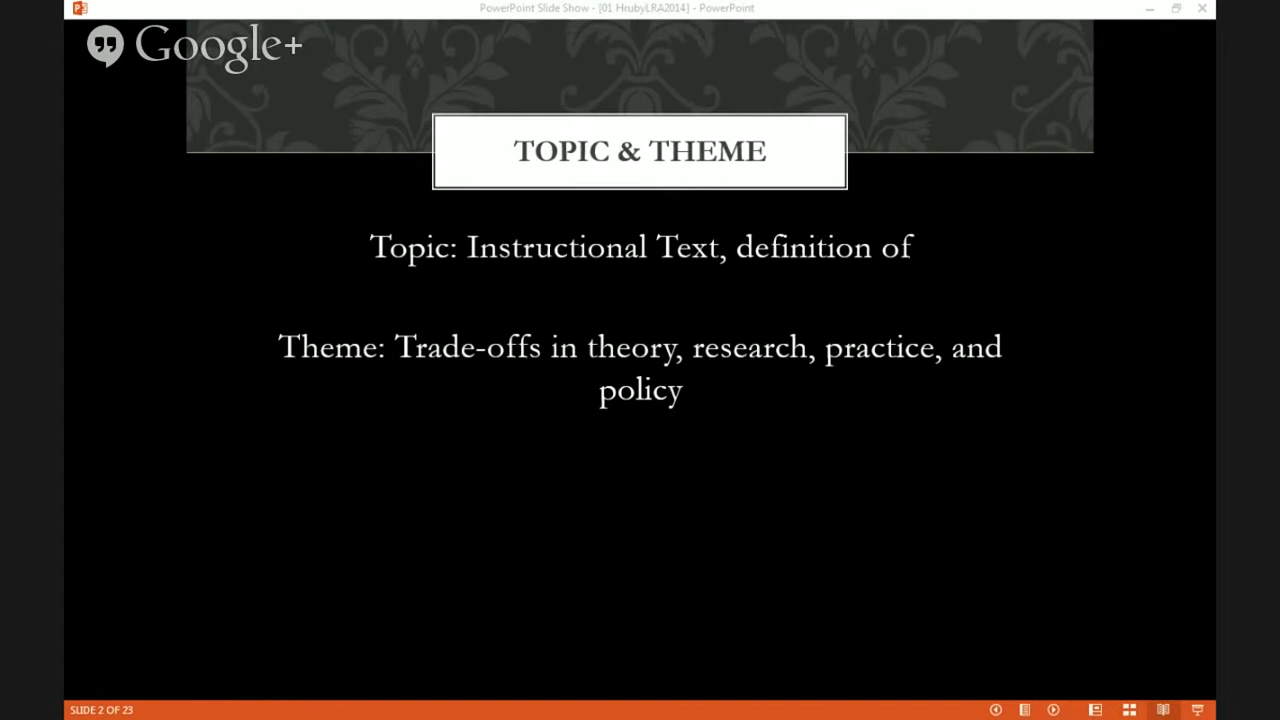 PowerPoint Slide Show - [01 HrubyLRA2014] - PowerPoint
Google+
TOPIC & THEME
Topic: Instructional Text, definition of
Theme: Trade-offs in theory, research, practice, and
policy
SLIDE 2 OF 23